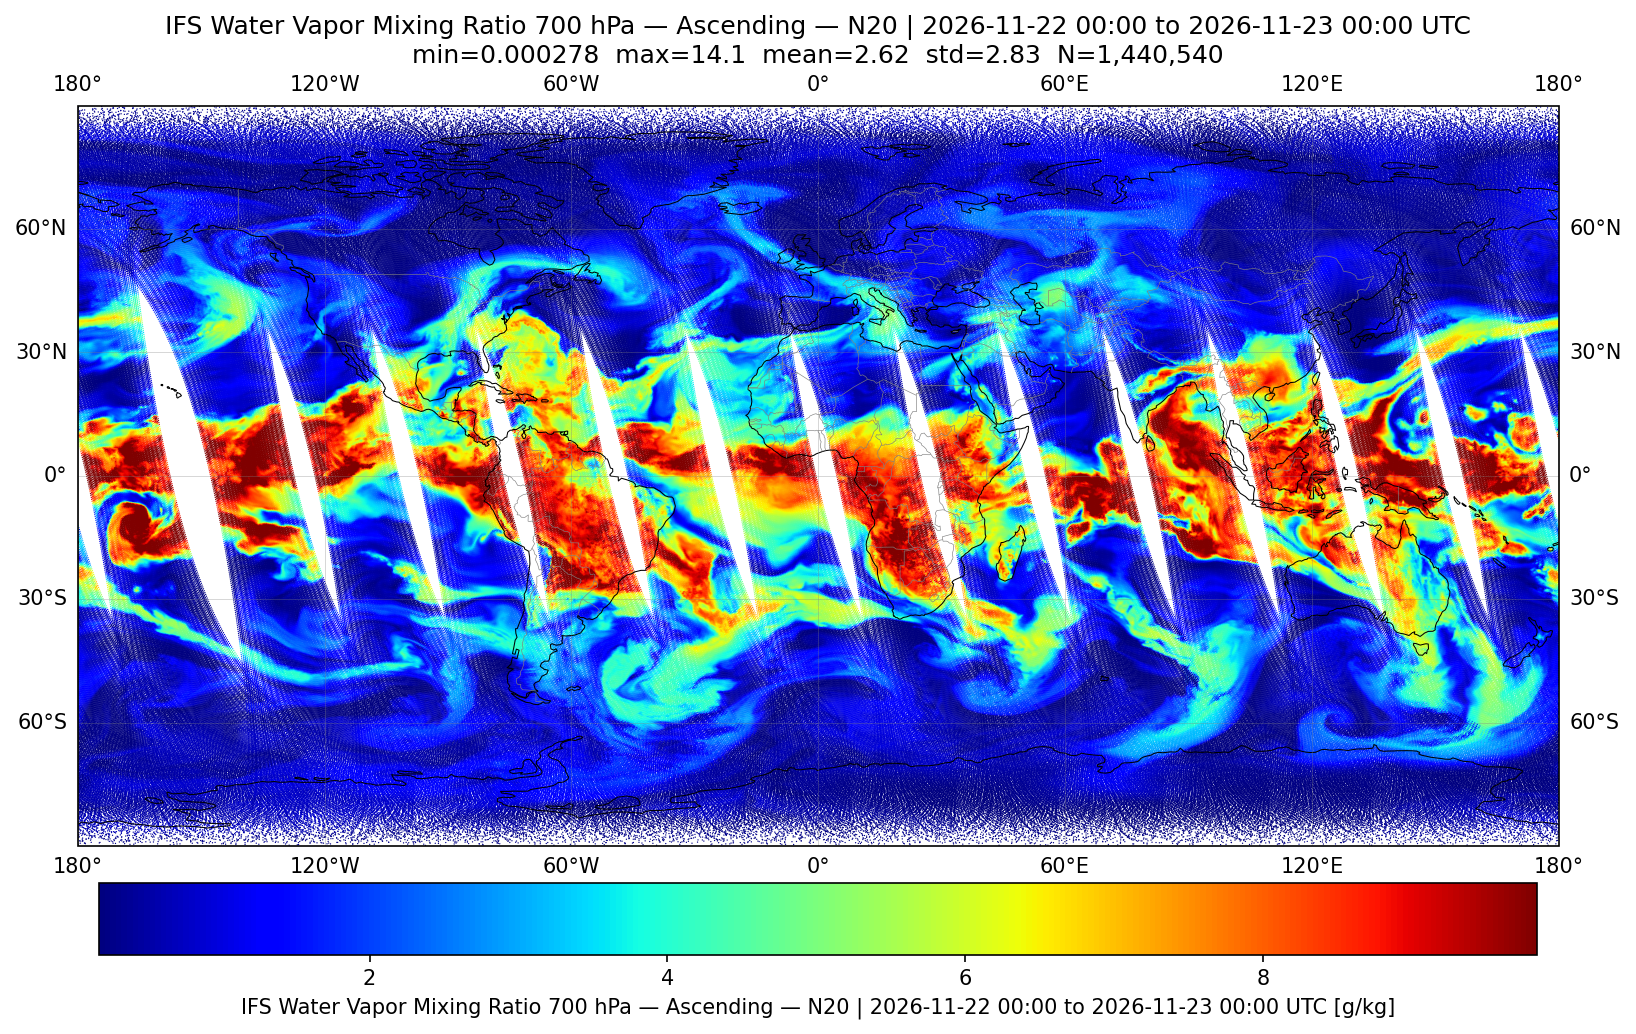 IFS Water Vapor Mixing Ratio 700 hPa — Ascending — N20 | 2026-11-22 00:00 to 2026-11-23 00:00 UTC
min=0.000278  max=14.1  mean=2.62  std=2.83  N=1,440,540
180° 120°W 60°W 0° 60°E 120°E 180°
60°N 60°N
30°N 30°N
0° 0°
30°S 30°S
60°S 60°S
180° 120°W 60°W 0° 60°E 120°E 180°
2 4 6 8
IFS Water Vapor Mixing Ratio 700 hPa — Ascending — N20 | 2026-11-22 00:00 to 2026-11-23 00:00 UTC [g/kg]